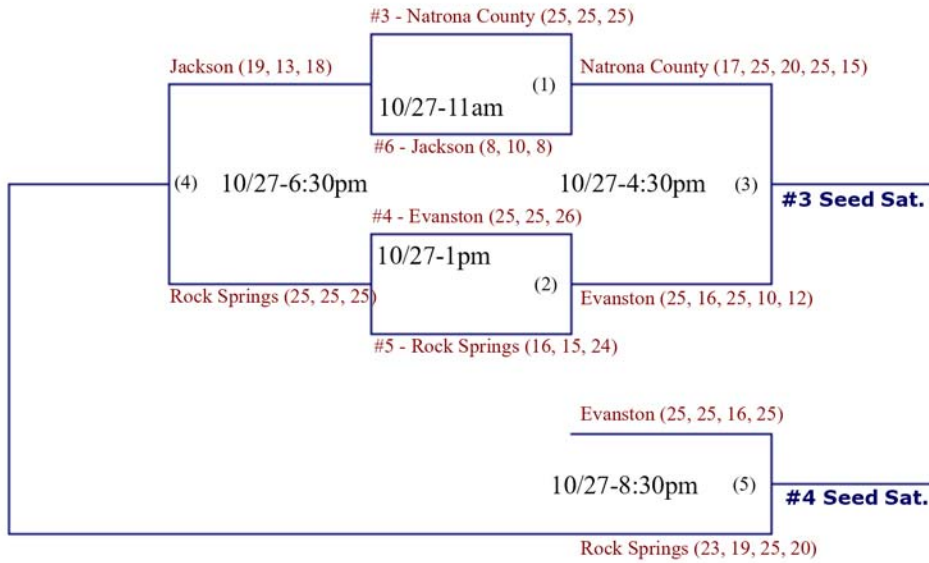 #3 - Natrona County (25, 25, 25)
Jackson (19, 13, 18)
Natrona County (17, 25, 20, 25, 15)
(1)
10/27-11am
#6 - Jackson (8, 10, 8)
(4) 10/27-6:30pm
10/27-4:30pm (3)
#3 Seed Sat.
#4 - Evanston (25, 25, 26)
10/27-1pm
(2)
Rock Springs (25, 25, 25)
Evanston (25, 16, 25, 10, 12)
#5 - Rock Springs (16, 15, 24)
Evanston (25, 25, 16, 25)
10/27-8:30pm (5)
#4 Seed Sat.
Rock Springs (23, 19, 25, 20)